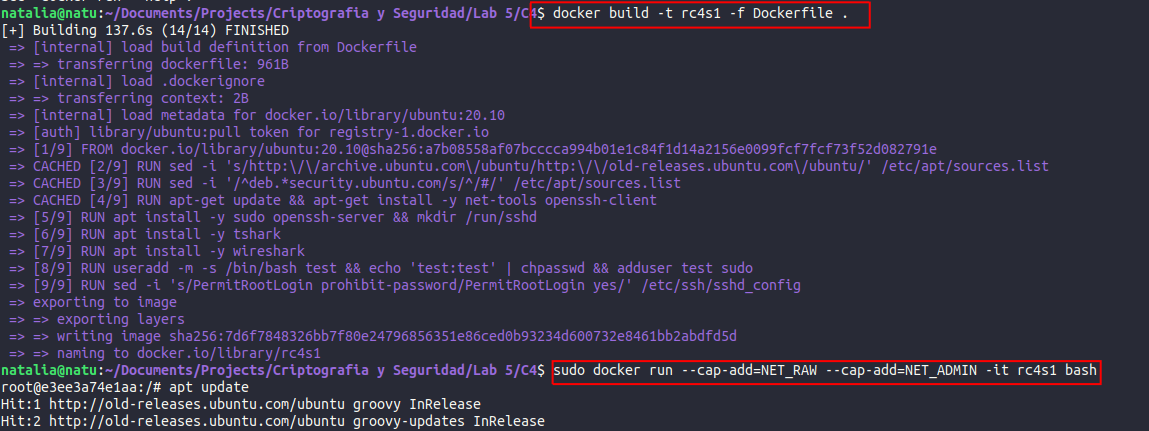 natalia@natu:~/Documents/Projects/Criptografia y Seguridad/Lab 5/C4$ docker build -t rc4s1 -f Dockerfile .
[+] Building 137.6s (14/14) FINISHED
=> [internal] load build definition from Dockerfile
=> => transferring dockerfile: 961B
=> [internal] load .dockerignore
=> => transferring context: 2B
=> [internal] load metadata for docker.io/library/ubuntu:20.10
=> [auth] library/ubuntu:pull token for registry-1.docker.io
=> [1/9] FROM docker.io/library/ubuntu:20.10@sha256:a7b08558af07bcccca994b01e1c84f1d14a2156e0099fcf7fcf73f52d082791e
=> CACHED [2/9] RUN sed -i 's/http:\/\/archive.ubuntu.com\/ubuntu/http:\/\/old-releases.ubuntu.com\/ubuntu/' /etc/apt/sources.list
=> CACHED [3/9] RUN sed -i '/^deb.*security.ubuntu.com/s/^/#/' /etc/apt/sources.list
=> CACHED [4/9] RUN apt-get update && apt-get install -y net-tools openssh-client
=> [5/9] RUN apt install -y sudo openssh-server && mkdir /run/sshd
=> [6/9] RUN apt install -y tshark
=> [7/9] RUN apt install -y wireshark
=> [8/9] RUN useradd -m -s /bin/bash test && echo 'test:test' | chpasswd && adduser test sudo
=> [9/9] RUN sed -i 's/PermitRootLogin prohibit-password/PermitRootLogin yes/' /etc/ssh/sshd_config
=> exporting to image
=> => exporting layers
=> => writing image sha256:7d6f7848326bb7f80e24796856351e86ced0b93234d600732e8461bb2abdfd5d
=> => naming to docker.io/library/rc4s1
natalia@natu:~/Documents/Projects/Criptografia y Seguridad/Lab 5/C4$ sudo docker run --cap-add=NET_RAW --cap-add=NET_ADMIN -it rc4s1 bash
root@e3ee3a74e1aa:/# apt update
Hit:1 http://old-releases.ubuntu.com/ubuntu groovy InRelease
Hit:2 http://old-releases.ubuntu.com/ubuntu groovy-updates InRelease